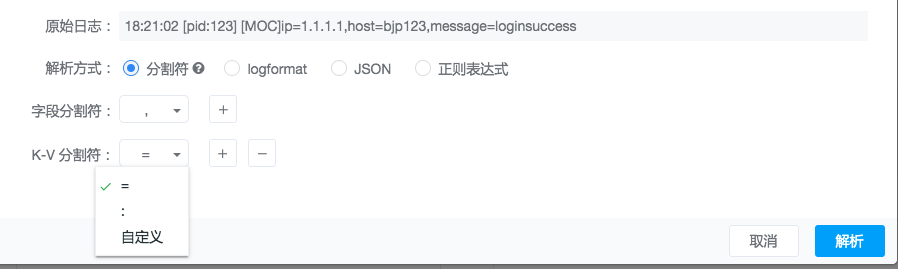 原始日志： 18:21:02 [pid:123] [MOC]ip=1.1.1.1,host=bjp123,message=loginsuccess
解析方式： 分割符 ? logformat JSON 正则表达式
字段分割符： , +
K-V 分割符： = + −
=
:
自定义
取消 解析